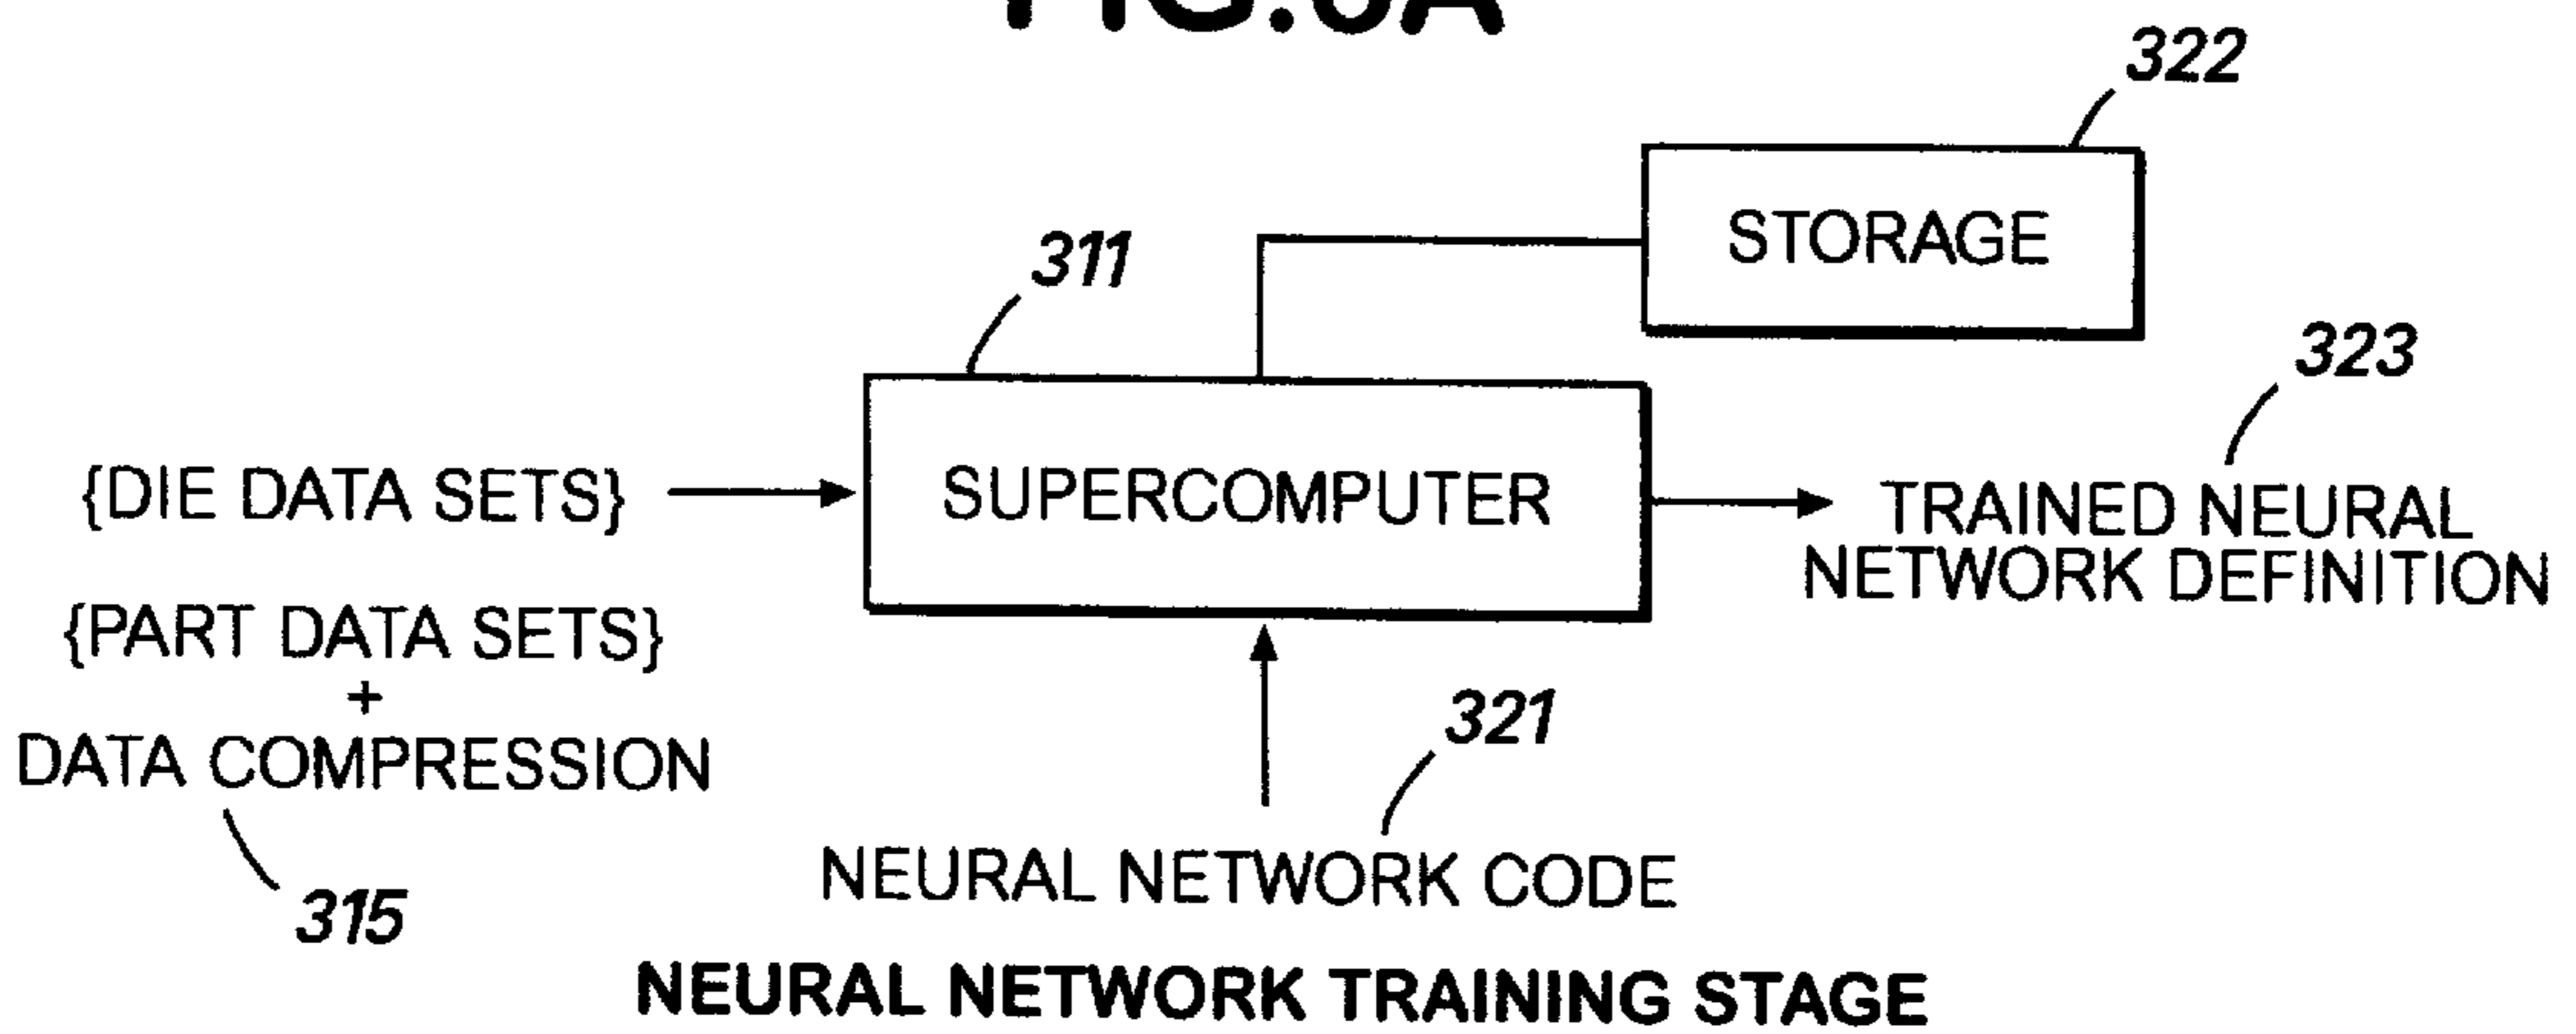 322
311
STORAGE
323
{DIE DATA SETS}
SUPERCOMPUTER
TRAINED NEURAL
NETWORK DEFINITION
{PART DATA SETS}
+
DATA COMPRESSION
321
315
NEURAL NETWORK CODE
NEURAL NETWORK TRAINING STAGE